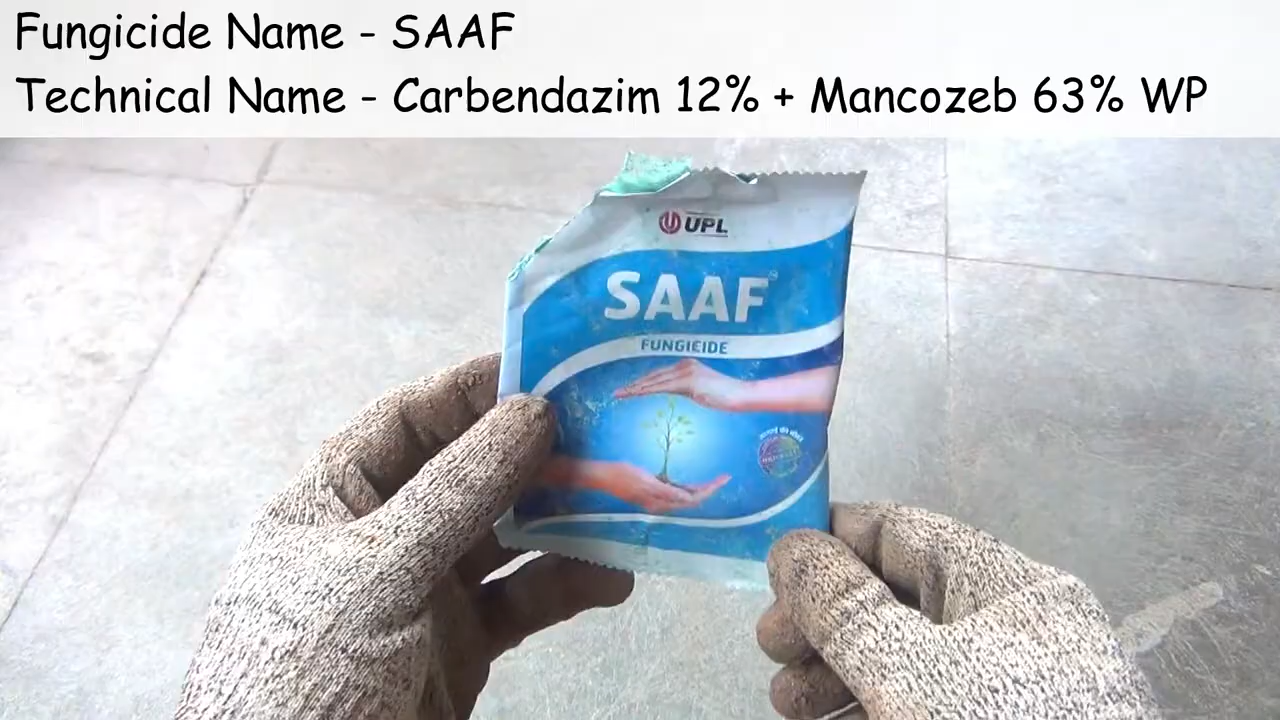 Fungicide Name - SAAF
Technical Name - Carbendazim 12% + Mancozeb 63% WP
UPL
SAAF
FUNGICIDE